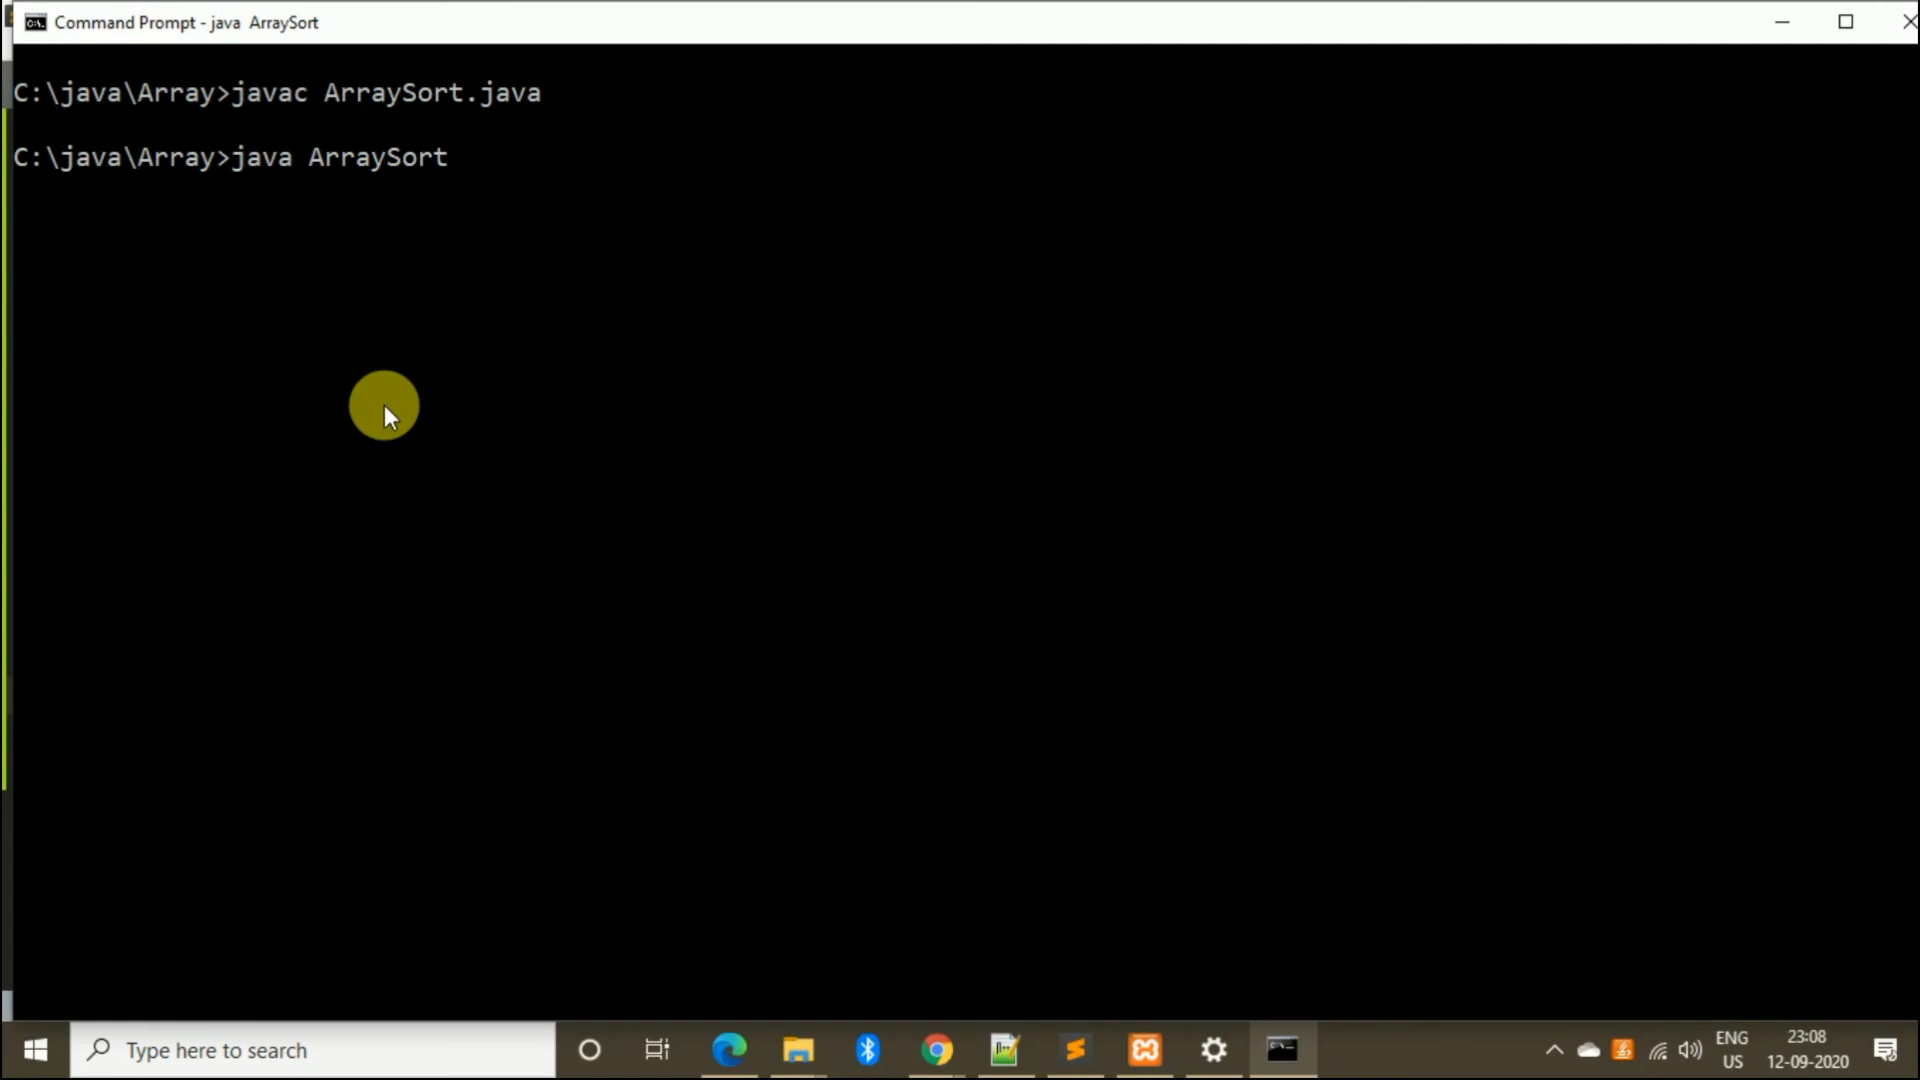 Command Prompt - java  ArraySort
C:\java\Array>javac ArraySort.java
C:\java\Array>java ArraySort
Type here to search
ENG
US
23:08
12-09-2020